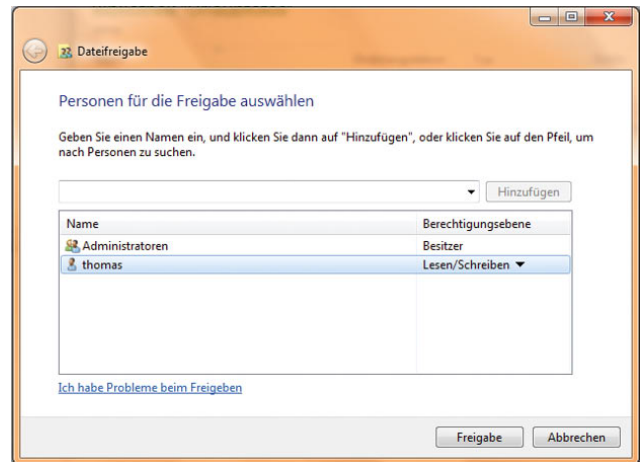 Dateifreigabe
Personen für die Freigabe auswählen
Geben Sie einen Namen ein, und klicken Sie dann auf "Hinzufügen", oder klicken Sie auf den Pfeil, um
nach Personen zu suchen.
Hinzufügen
Name Berechtigungsebene
Administratoren Besitzer
thomas Lesen/Schreiben
Ich habe Probleme beim Freigeben
Freigabe Abbrechen